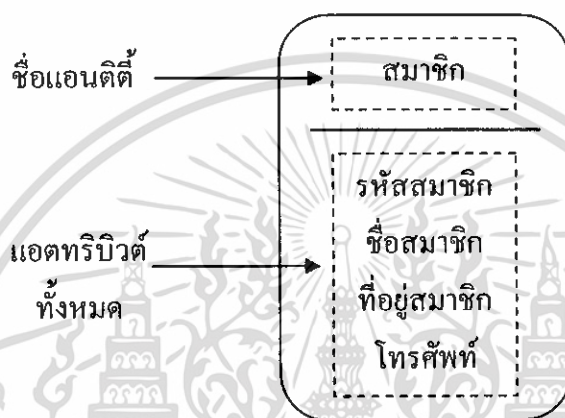 ชื่อแอนติตี้
สมาชิก
แอตทริบิวต์
ทั้งหมด
รหัสสมาชิก
ชื่อสมาชิก
ที่อยู่สมาชิก
โทรศัพท์